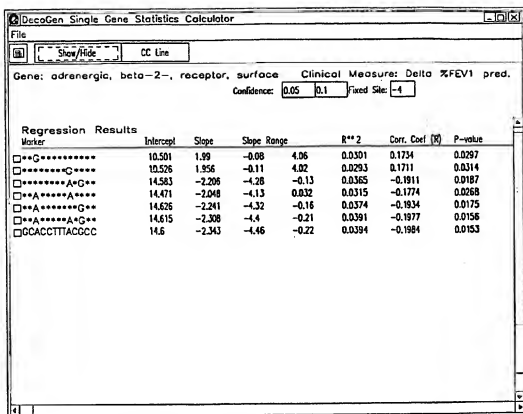 DecoGen Single Gene Statistics Calculator
File
Show/Hide CC Line
Gene: adrenergic, beta-2-, receptor, surface Clinical Measure: Delta %FEV1 pred.
Confidence: 0.05 0.1 Fixed Site: -4
Regression Results
Marker Intercept Slope Slope Range R** 2 Corr. Coef (R) P-value
**G********** 10.501 1.99 -0.08 4.06 0.0301 0.1734 0.0297
*********G*** 10.526 1.956 -0.11 4.02 0.0293 0.1711 0.0314
********A*G** 14.583 -2.206 -4.28 -0.13 0.0365 -0.1911 0.0187
**A*****A**** 14.471 -2.048 -4.13 0.032 0.0315 -0.1774 0.0268
**A*******G** 14.626 -2.241 -4.32 -0.16 0.0374 -0.1934 0.0175
**A*****A*G** 14.615 -2.308 -4.4 -0.21 0.0391 -0.1977 0.0156
GCACCTTTACGCC 14.6 -2.343 -4.46 -0.22 0.0394 -0.1984 0.0153